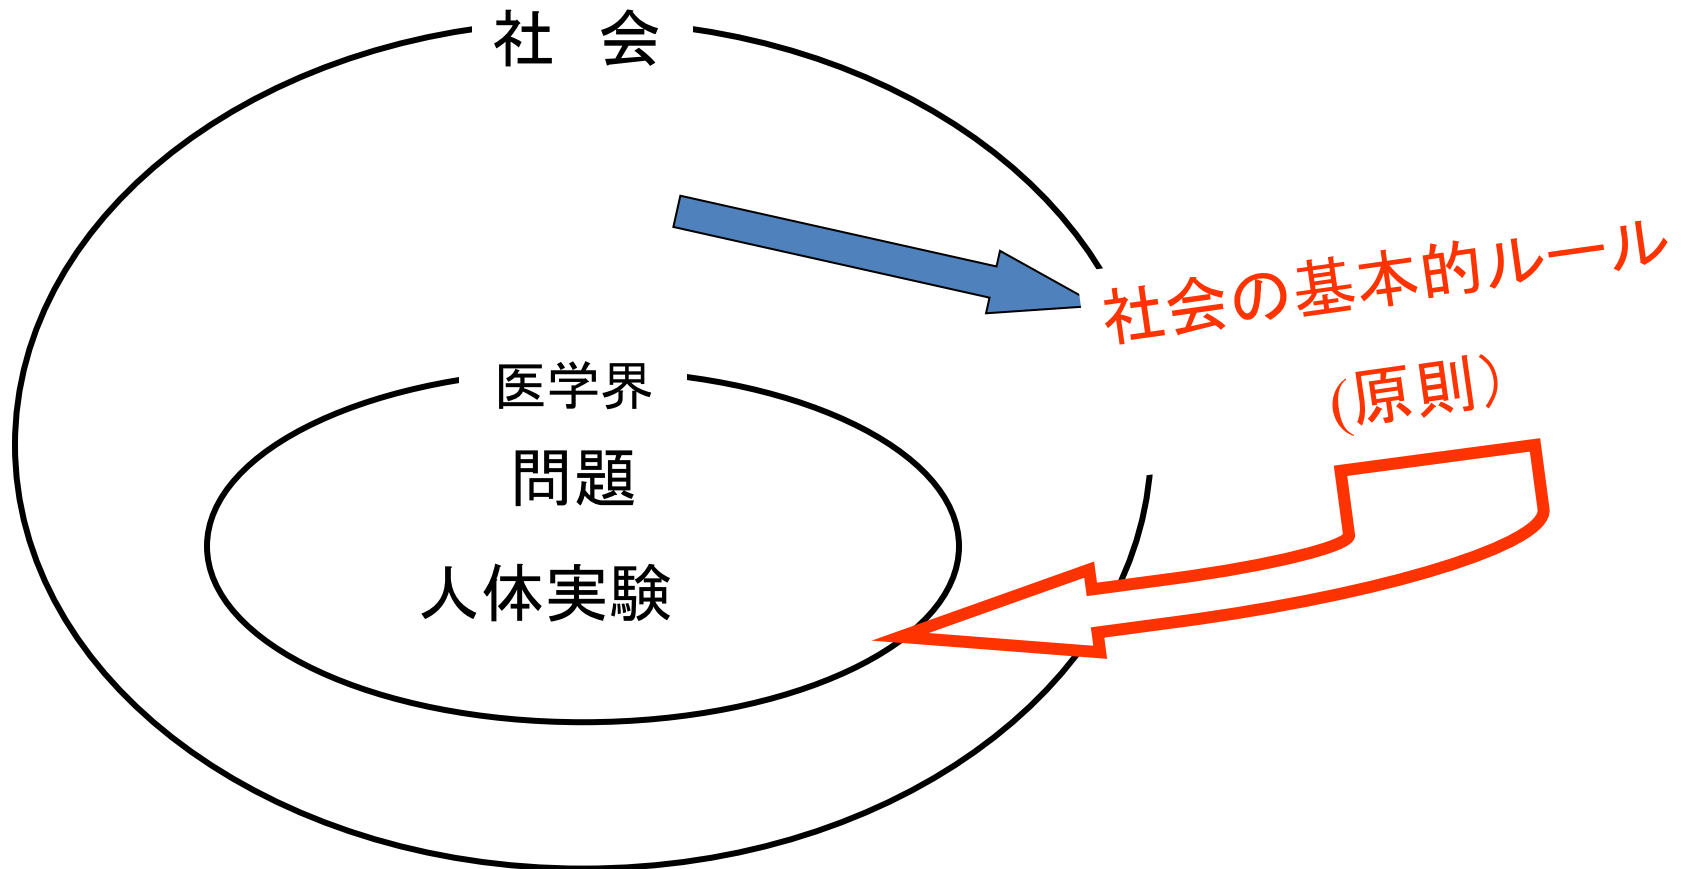 社　会
社会の基本的ルール
(原則）
医学界
問題
人体実験